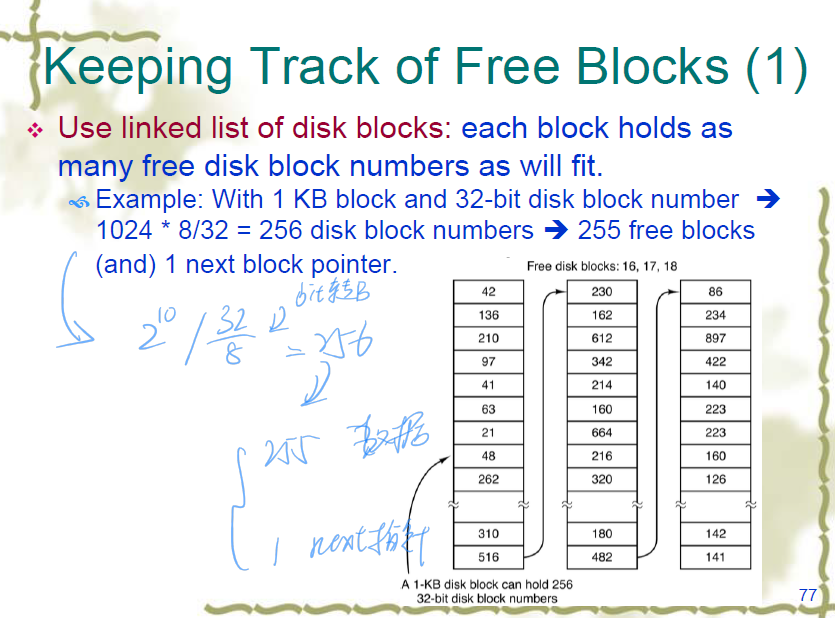 Keeping Track of Free Blocks (1)
Use linked list of disk blocks: each block holds as
many free disk block numbers as will fit.
Example: With 1 KB block and 32-bit disk block number →
1024 * 8/32 = 256 disk block numbers → 255 free blocks
(and) 1 next block pointer.
bit转B
2^10 / 32/8 = 256
255 数据
1 next指针
Free disk blocks: 16, 17, 18
42 230 86
136 162 234
210 612 897
97 342 422
41 214 140
63 160 223
21 664 223
48 216 160
262 320 126
310 180 142
516 482 141
A 1-KB disk block can hold 256
32-bit disk block numbers
77